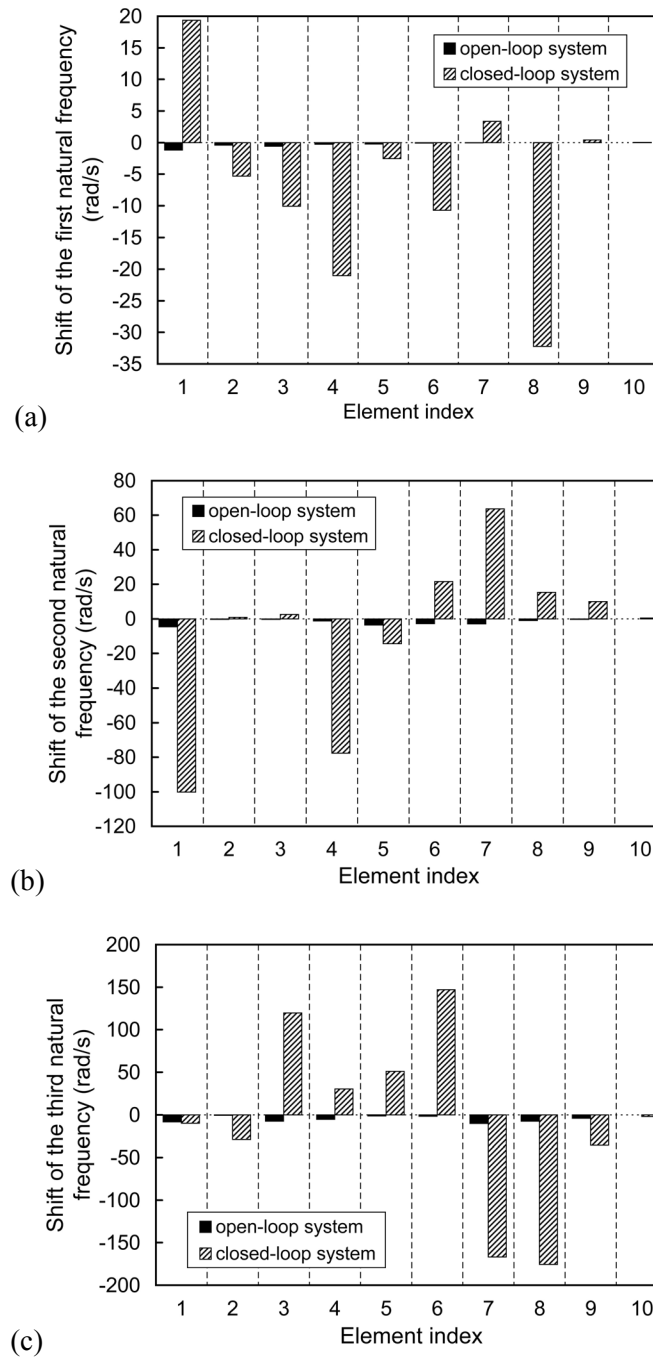 20
15
10
5
0
-5
-10
-15
-20
-25
-30
-35
Shift of the first natural frequency
(rad/s)
open-loop system
closed-loop system
1 2 3 4 5 6 7 8 9 10
Element index
(a)
80
60
40
20
0
-20
-40
-60
-80
-100
-120
Shift of the second natural
frequency (rad/s)
open-loop system
closed-loop system
1 2 3 4 5 6 7 8 9 10
Element index
(b)
200
150
100
50
0
-50
-100
-150
-200
Shift of the third natural
frequency (rad/s)
open-loop system
closed-loop system
1 2 3 4 5 6 7 8 9 10
Element index
(c)